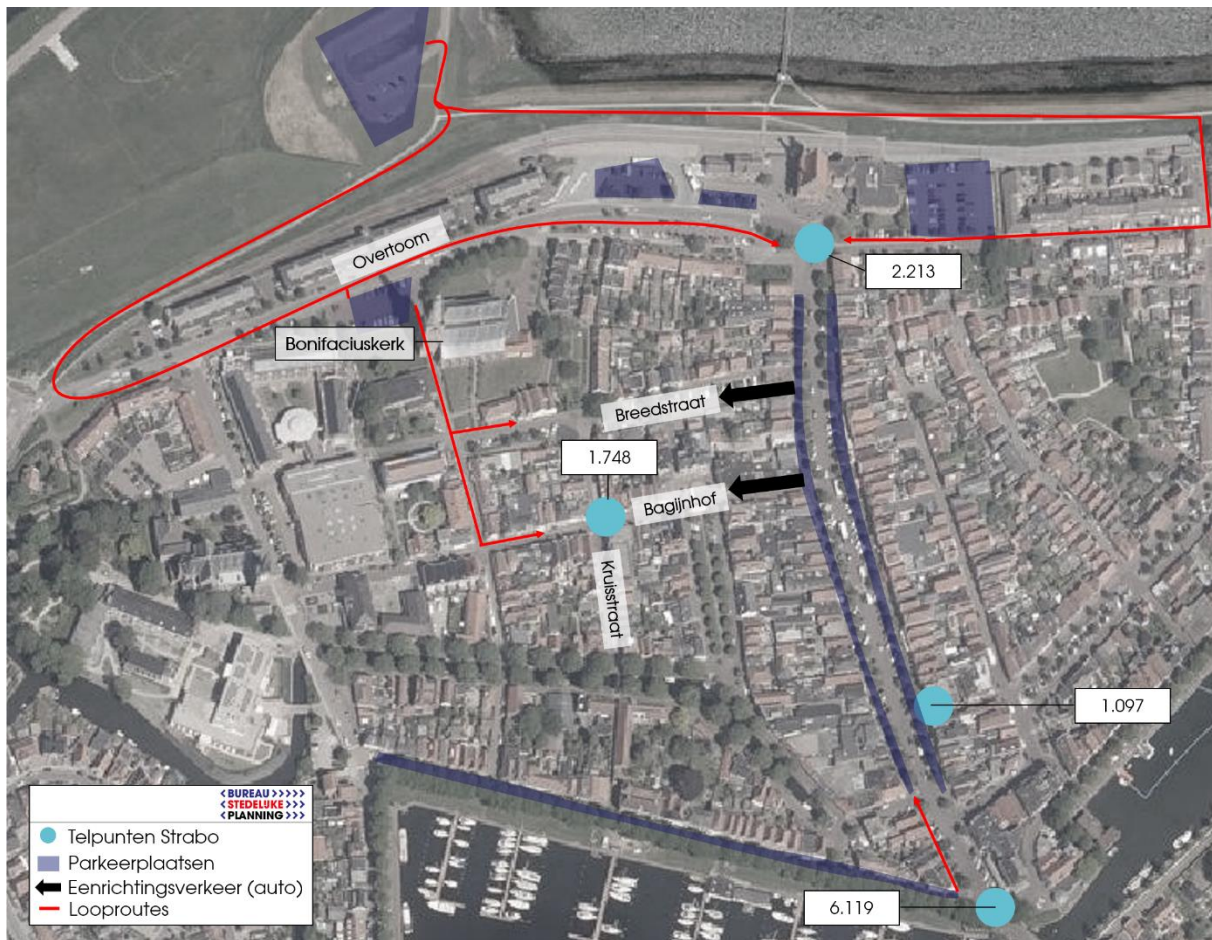 Overtoom
2.213
Bonifaciuskerk
Breedstraat
1.748
Bagijnhof
Kruisstraat
1.097
6.119
BUREAU
STEDELIJKE
PLANNING
Telpunten Strabo
Parkeerplaatsen
Eenrichtingsverkeer (auto)
Looproutes